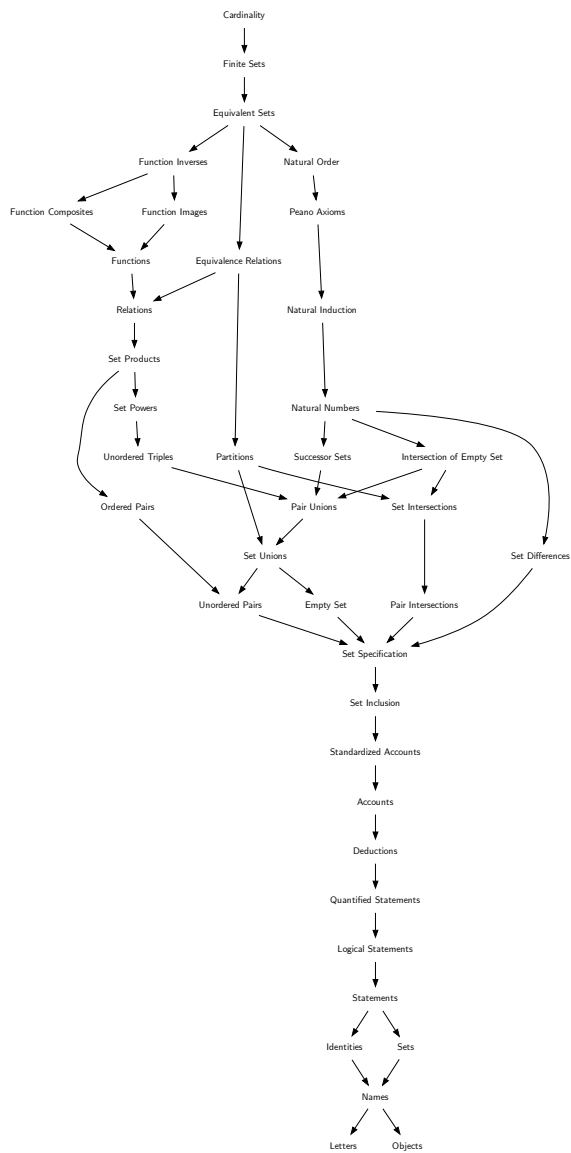 Cardinality
Finite Sets
Equivalent Sets
Function Inverses
Natural Order
Function Composites
Function Images
Peano Axioms
Functions
Equivalence Relations
Relations
Natural Induction
Set Products
Set Powers
Natural Numbers
Unordered Triples
Partitions
Successor Sets
Intersection of Empty Set
Ordered Pairs
Pair Unions
Set Intersections
Set Unions
Set Differences
Unordered Pairs
Empty Set
Pair Intersections
Set Specification
Set Inclusion
Standardized Accounts
Accounts
Deductions
Quantified Statements
Logical Statements
Statements
Identities
Sets
Names
Letters
Objects